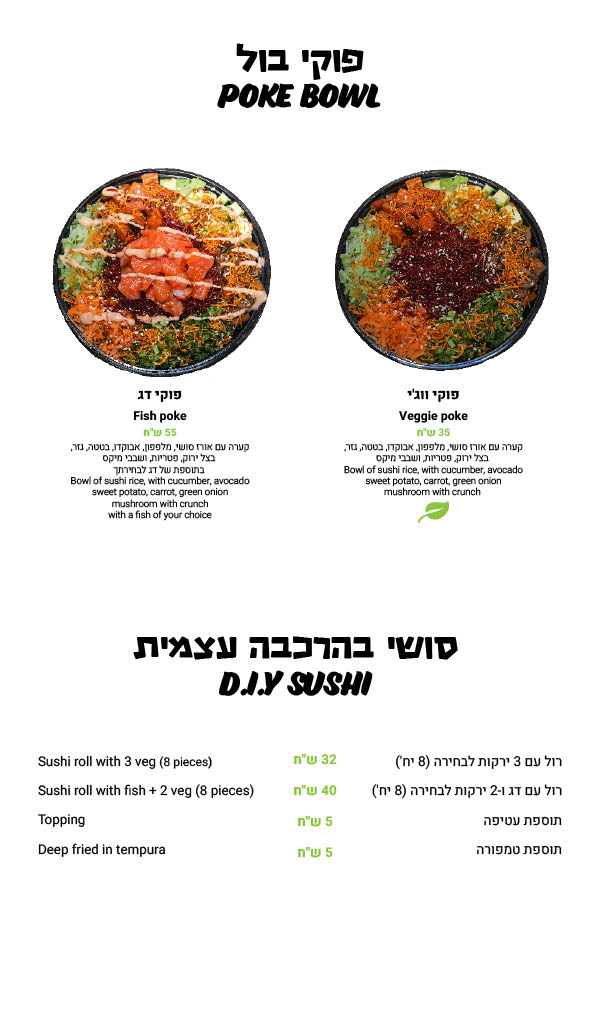 פוקי בול
POKE BOWL
פוקי דג
Fish poke
55 ש"ח
קערה עם אורז סושי, מלפפון, אבוקדו, בטטה, גזר,
בצל ירוק, פטריות, ושבבי מיקס
בתוספת של דג לבחירתך
Bowl of sushi rice, with cucumber, avocado
sweet potato, carrot, green onion
mushroom with crunch
with a fish of your choice
פוקי ווג'י
Veggie poke
35 ש"ח
קערה עם אורז סושי, מלפפון, אבוקדו, בטטה, גזר,
בצל ירוק, פטריות, ושבבי מיקס
Bowl of sushi rice, with cucumber, avocado
sweet potato, carrot, green onion
mushroom with crunch
סושי בהרכבה עצמית
D.I.Y SUSHI
Sushi roll with 3 veg (8 pieces) 32 ש"ח רול עם 3 ירקות לבחירה (8 יח')
Sushi roll with fish + 2 veg (8 pieces) 40 ש"ח רול עם דג ו-2 ירקות לבחירה (8 יח')
Topping 5 ש"ח תוספת עטיפה
Deep fried in tempura 5 ש"ח תוספת טמפורה